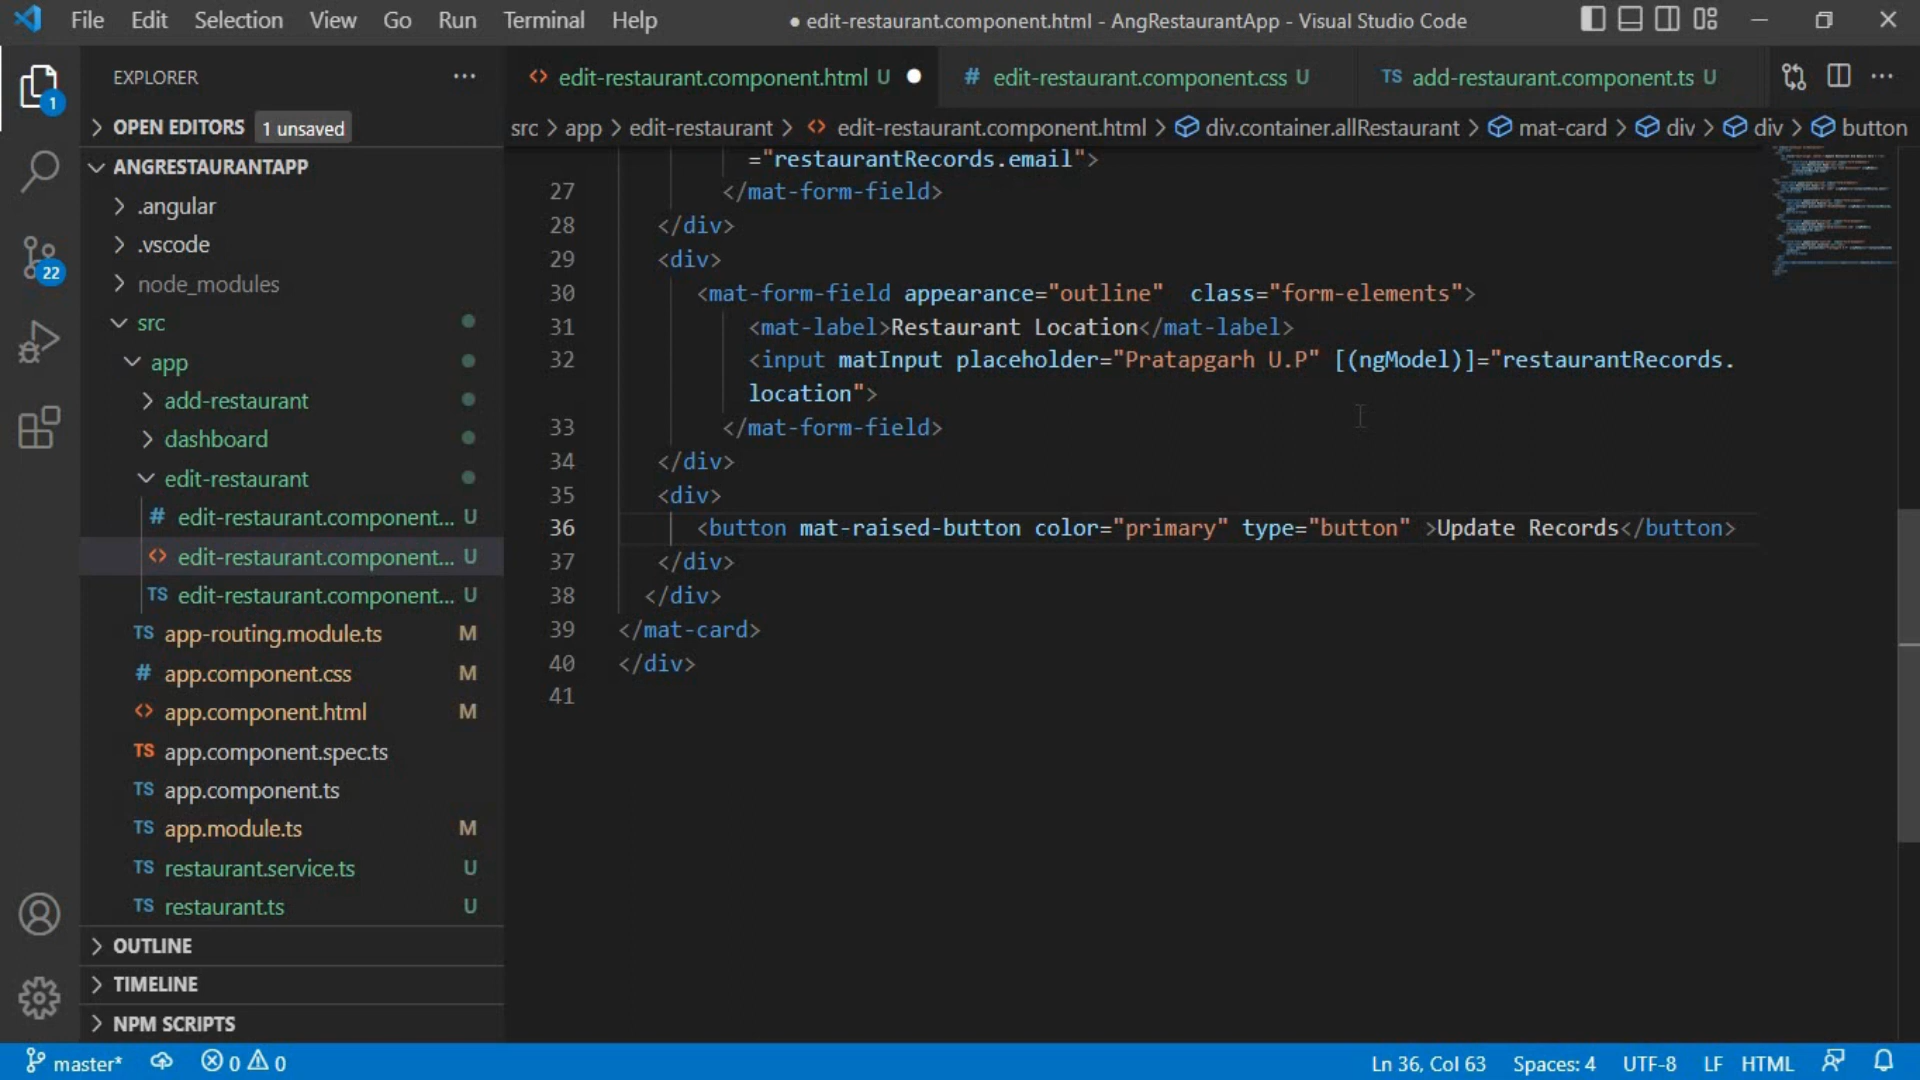 File Edit Selection View Go Run Terminal Help
● edit-restaurant.component.html - AngRestaurantApp - Visual Studio Code
EXPLORER
OPEN EDITORS 1 unsaved
ANGRESTAURANTAPP
.angular
.vscode
node_modules
src
app
add-restaurant
dashboard
edit-restaurant
# edit-restaurant.component... U
<> edit-restaurant.component... U
TS edit-restaurant.component... U
TS app-routing.module.ts M
# app.component.css M
<> app.component.html M
TS app.component.spec.ts
TS app.component.ts
TS app.module.ts M
TS restaurant.service.ts U
TS restaurant.ts U
OUTLINE
TIMELINE
NPM SCRIPTS
1
22
<> edit-restaurant.component.html U ●
# edit-restaurant.component.css U
TS add-restaurant.component.ts U
src > app > edit-restaurant > <> edit-restaurant.component.html > div.container.allRestaurant > mat-card > div > div > button
="restaurantRecords.email">
27 </mat-form-field>
28 </div>
29 <div>
30 <mat-form-field appearance="outline"  class="form-elements">
31 <mat-label>Restaurant Location</mat-label>
32 <input matInput placeholder="Pratapgarh U.P" [(ngModel)]="restaurantRecords.
location">
33 </mat-form-field>
34 </div>
35 <div>
36 <button mat-raised-button color="primary" type="button" >Update Records</button>
37 </div>
38 </div>
39 </mat-card>
40 </div>
41
master* 0 0 Ln 36, Col 63 Spaces: 4 UTF-8 LF HTML